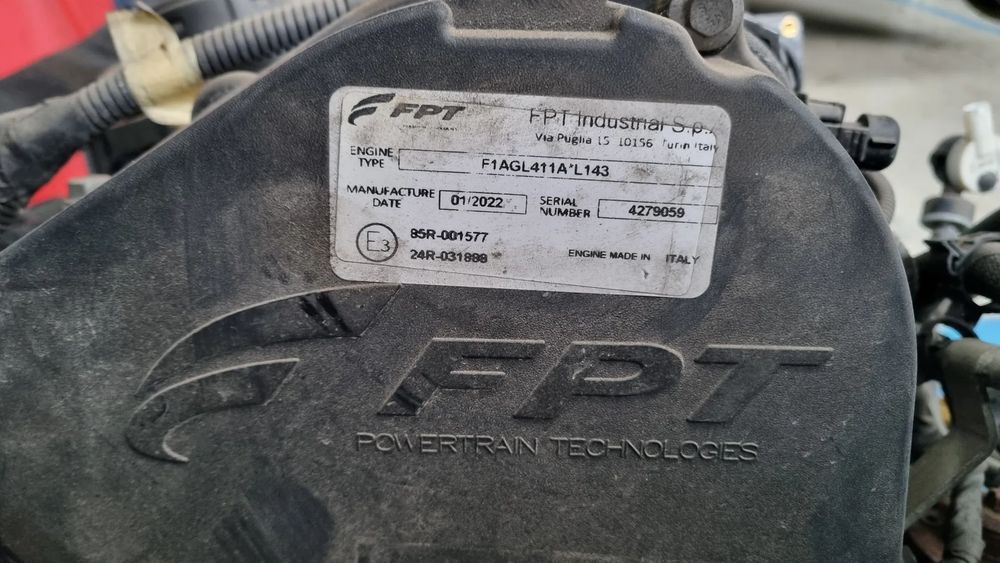 FPT
FPT Industrial S.p.
Via Puglia 15 10156 Turin Italy
ENGINE TYPE F1AGL411A*L143
MANUFACTURE DATE 01/2022 SERIAL NUMBER 4279059
E3 85R-001577
24R-031888 ENGINE MADE IN ITALY
FPT
POWERTRAIN TECHNOLOGIES